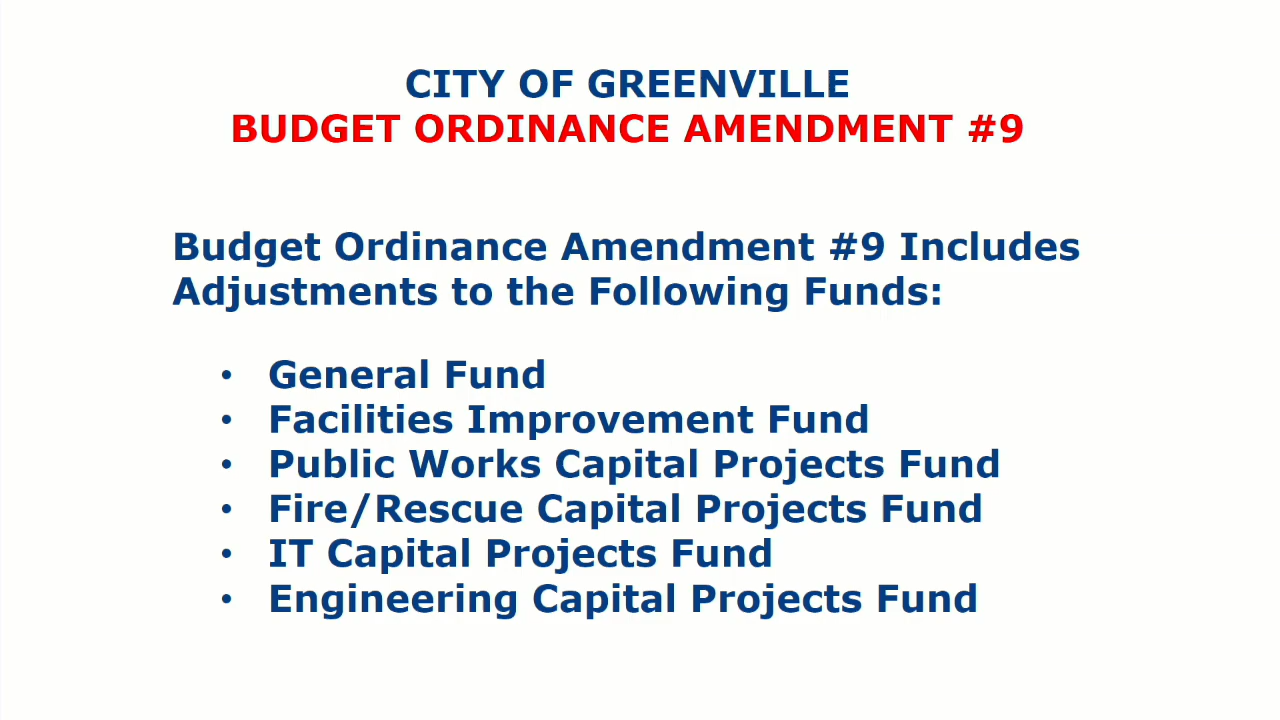 CITY OF GREENVILLE
BUDGET ORDINANCE AMENDMENT #9
Budget Ordinance Amendment #9 Includes
Adjustments to the Following Funds:
• General Fund
• Facilities Improvement Fund
• Public Works Capital Projects Fund
• Fire/Rescue Capital Projects Fund
• IT Capital Projects Fund
• Engineering Capital Projects Fund